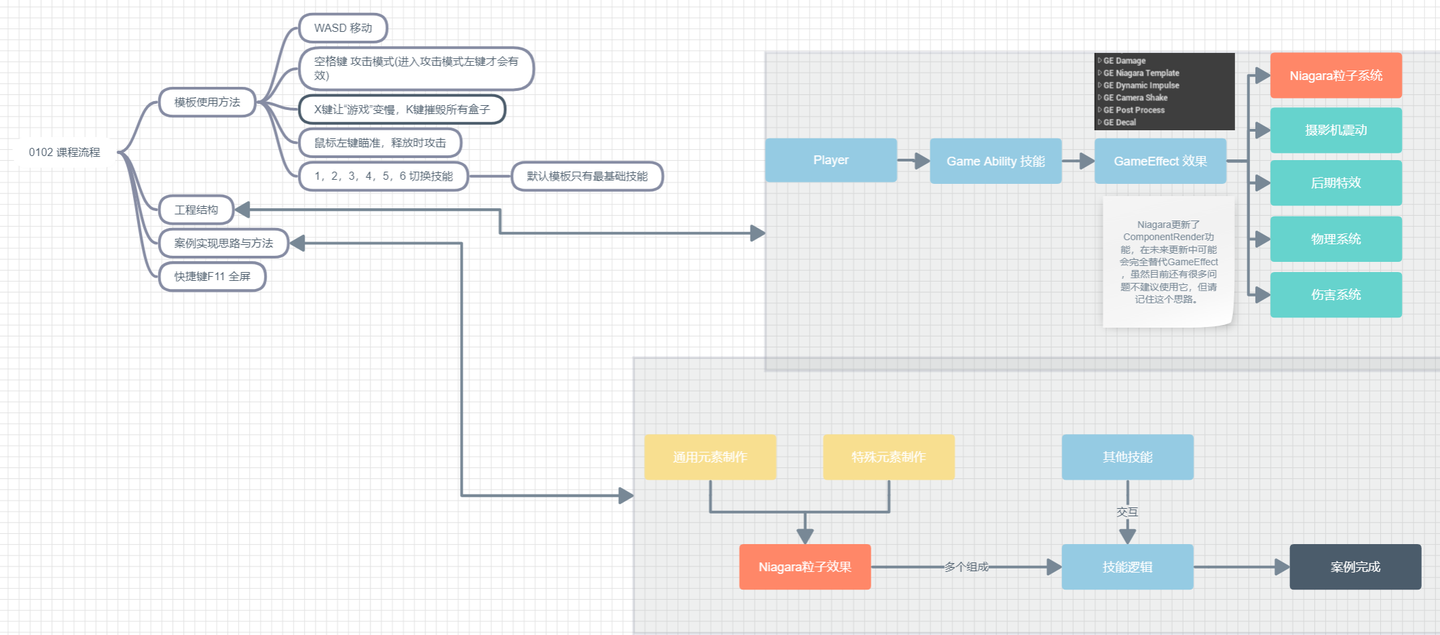 0102 课程流程
模板使用方法
WASD 移动
空格键 攻击模式(进入攻击模式左键才会有
效)
X键让“游戏”变慢，K键摧毁所有盒子
鼠标左键瞄准，释放时攻击
1，2，3，4，5，6 切换技能
默认模板只有最基础技能
工程结构
案例实现思路与方法
快捷键F11 全屏
Player
Game Ability 技能
GE Damage
GE Niagara Template
GE Dynamic Impulse
GE Camera Shake
GE Post Process
GE Decal
GameEffect 效果
Niagara更新了
ComponentRender功
能，在未来更新中可能
会完全替代GameEffect
，虽然目前还有很多问
题不建议使用它，但请
记住这个思路。
Niagara粒子系统
摄影机震动
后期特效
物理系统
伤害系统
通用元素制作
特殊元素制作
其他技能
交互
Niagara粒子效果
多个组成
技能逻辑
案例完成